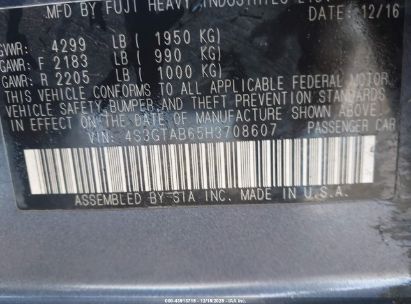 MFD BY FUJI HEAVY INDUSTRIES
DATE: 12/16
GVWR: 4299 LB (1950 KG)
GAWR: F 2183 LB ( 990 KG)
GAWR: R 2205 LB (1000 KG)
THIS VEHICLE CONFORMS TO ALL APPLICABLE FEDERAL MOTOR
VEHICLE SAFETY, BUMPER AND THEFT PREVENTION STANDARDS
IN EFFECT ON THE DATE OF MANUFACTURE SHOWN ABOVE.
VIN: 4S3GTAB65H3708607 PASSENGER CAR
ASSEMBLED BY SIA INC. MADE IN U.S.A.